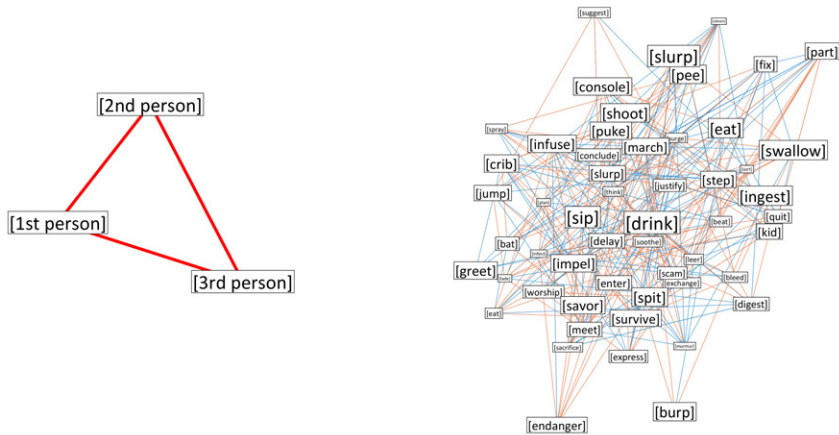 [2nd person]
[1st person]
[3rd person]
[suggest]
[slurp]
[part]
[pee]
[fix]
[console]
[shoot]
[spray]
[puke]
[eat]
[infuse]
[march]
[swallow]
[conclude]
[crib]
[slurp]
[step]
[think]
[justify]
[jump]
[ingest]
[sip]
[drink]
[beat]
[quit]
[kid]
[bat]
[delay]
[soothe]
[greet]
[impel]
[leer]
[scam]
[bleed]
[enter]
[exchange]
[worship]
[spit]
[savor]
[digest]
[eat]
[survive]
[meet]
[sacrifice]
[express]
[burp]
[endanger]